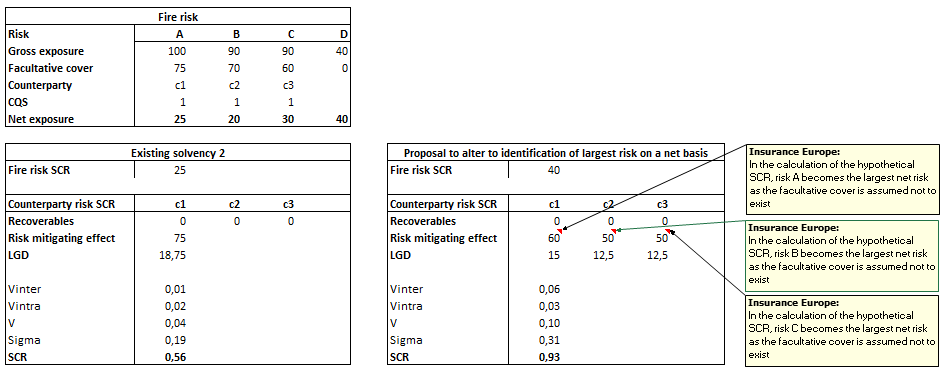 Fire risk
Risk A B C D
Gross exposure 100 90 90 40
Facultative cover 75 70 60 0
Counterparty c1 c2 c3
CQS 1 1 1
Net exposure 25 20 30 40
Existing solvency 2
Fire risk SCR 25
Counterparty risk SCR c1 c2 c3
Recoverables 0 0 0
Risk mitigating effect 75
LGD 18,75
Vinter 0,01
Vintra 0,02
V 0,04
Sigma 0,19
SCR 0,56
Proposal to alter to identification of largest risk on a net basis
Fire risk SCR 40
Counterparty risk SCR c1 c2 c3
Recoverables 0 0 0
Risk mitigating effect 60 50 50
LGD 15 12,5 12,5
Vinter 0,06
Vintra 0,03
V 0,10
Sigma 0,31
SCR 0,93
Insurance Europe:
In the calculation of the hypothetical
SCR, risk A becomes the largest net risk
as the facultative cover is assumed not to
exist
Insurance Europe:
In the calculation of the hypothetical
SCR, risk B becomes the largest net risk
as the facultative cover is assumed not to
exist
Insurance Europe:
In the calculation of the hypothetical
SCR, risk C becomes the largest net risk
as the facultative cover is assumed not to
exist